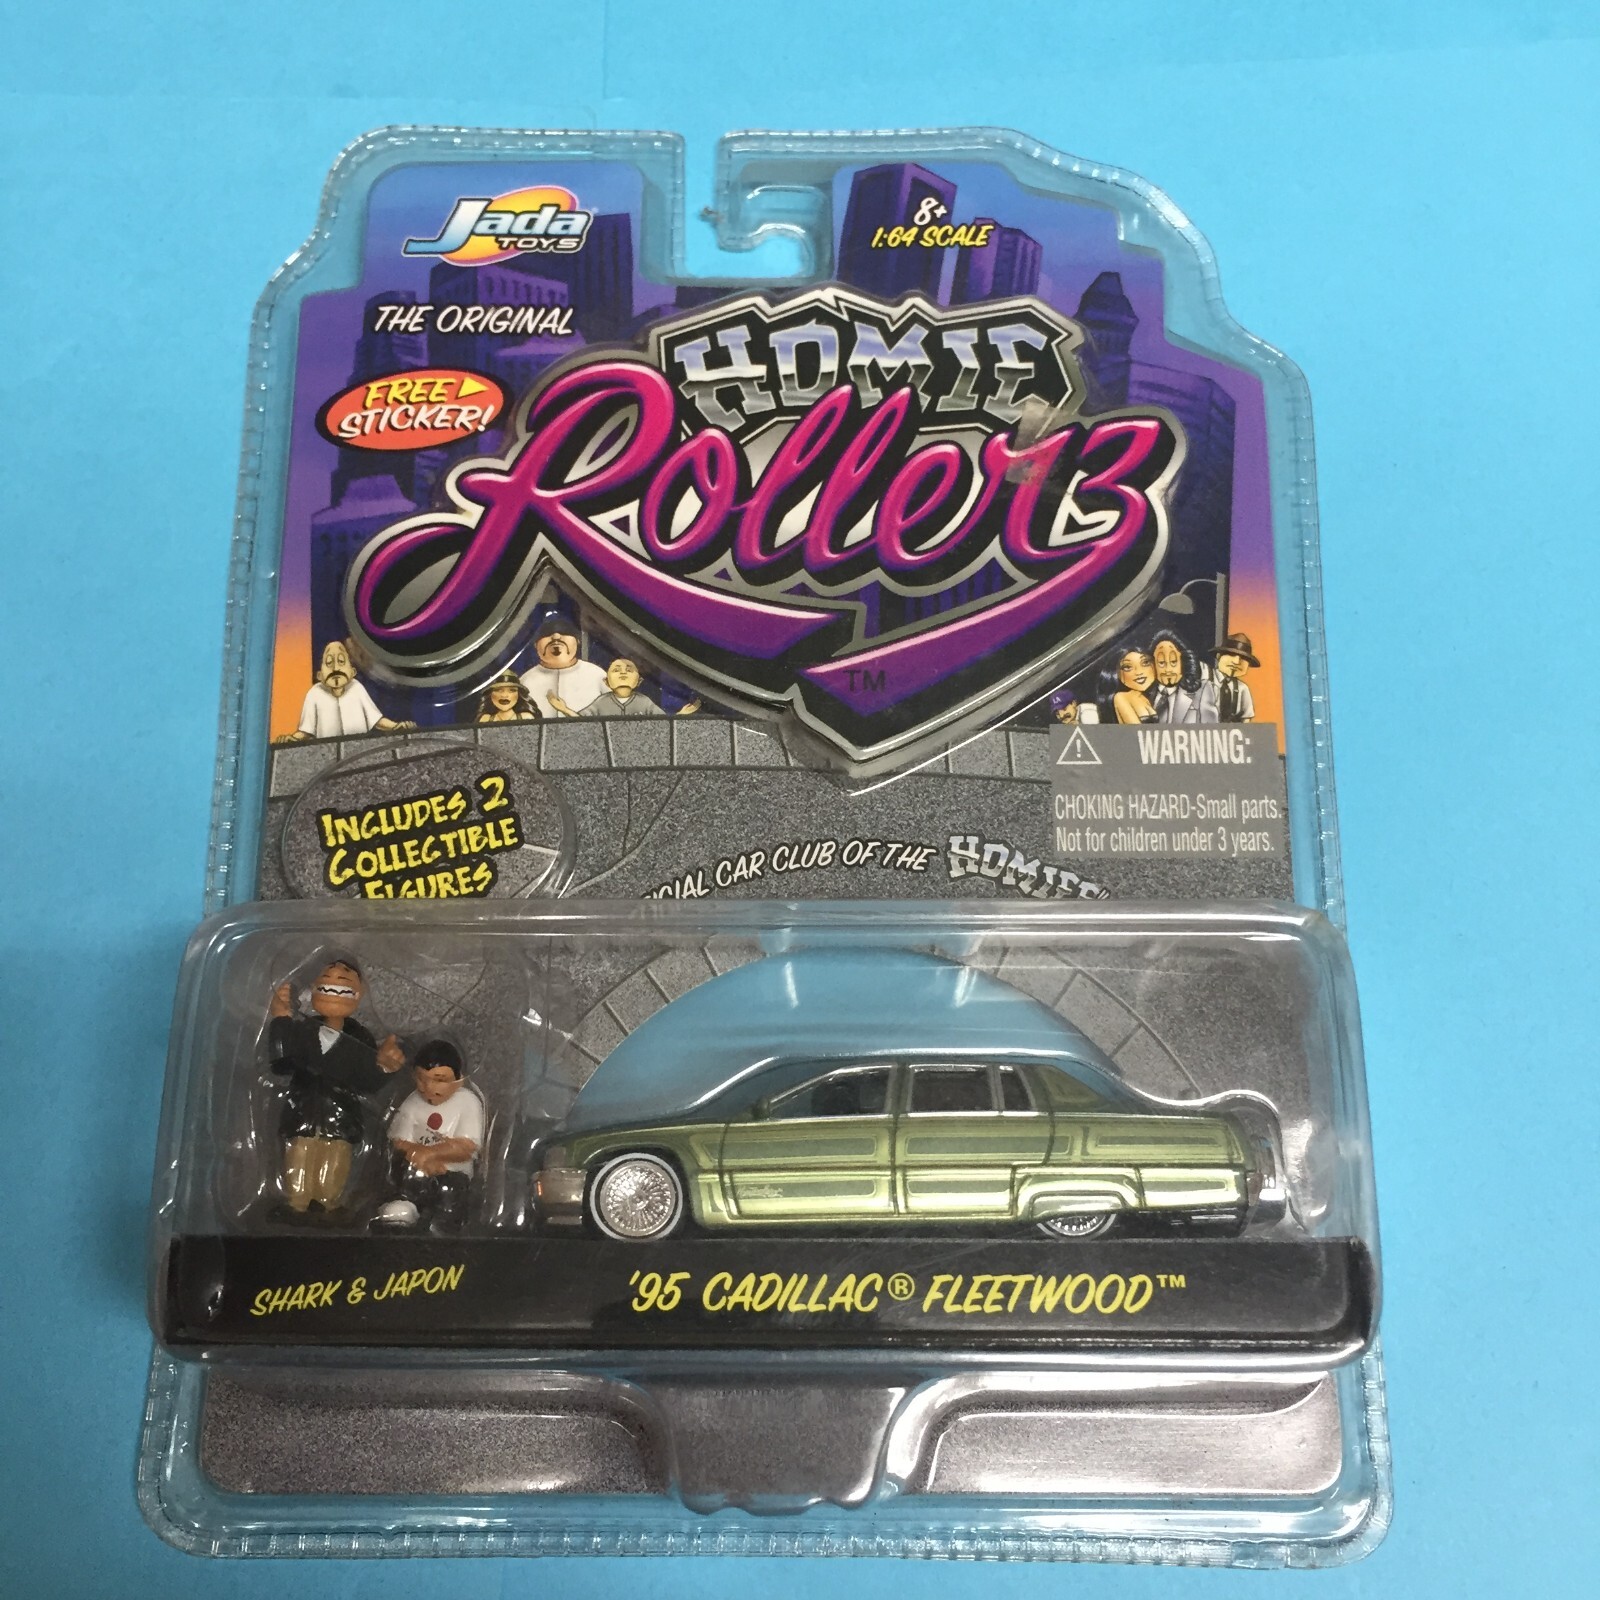 Jada
TOYS
8+
1:64 SCALE
THE ORIGINAL
FREE
STICKER!
HOMIE
Rollerz
TM
WARNING:
CHOKING HAZARD-Small parts.
Not for children under 3 years.
INCLUDES 2
COLLECTIBLE
FIGURES
CAR CLUB OF THE HOMIES
SHARK & JAPON
'95 CADILLAC® FLEETWOOD™